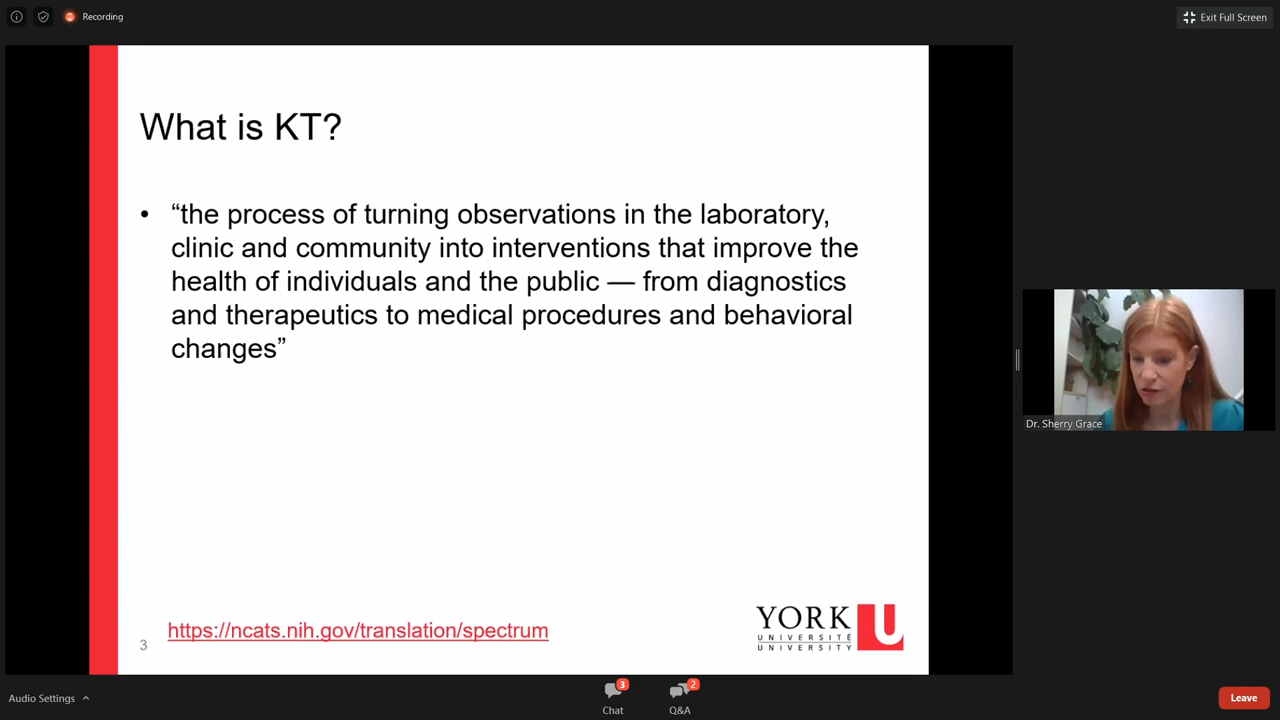 Recording
Exit Full Screen
What is KT?
• “the process of turning observations in the laboratory,
clinic and community into interventions that improve the
health of individuals and the public — from diagnostics
and therapeutics to medical procedures and behavioral
changes”
Dr. Sherry Grace
https://ncats.nih.gov/translation/spectrum
3
YORK U
UNIVERSITÉ
UNIVERSITY
Audio Settings
3
Chat
2
Q&A
Leave